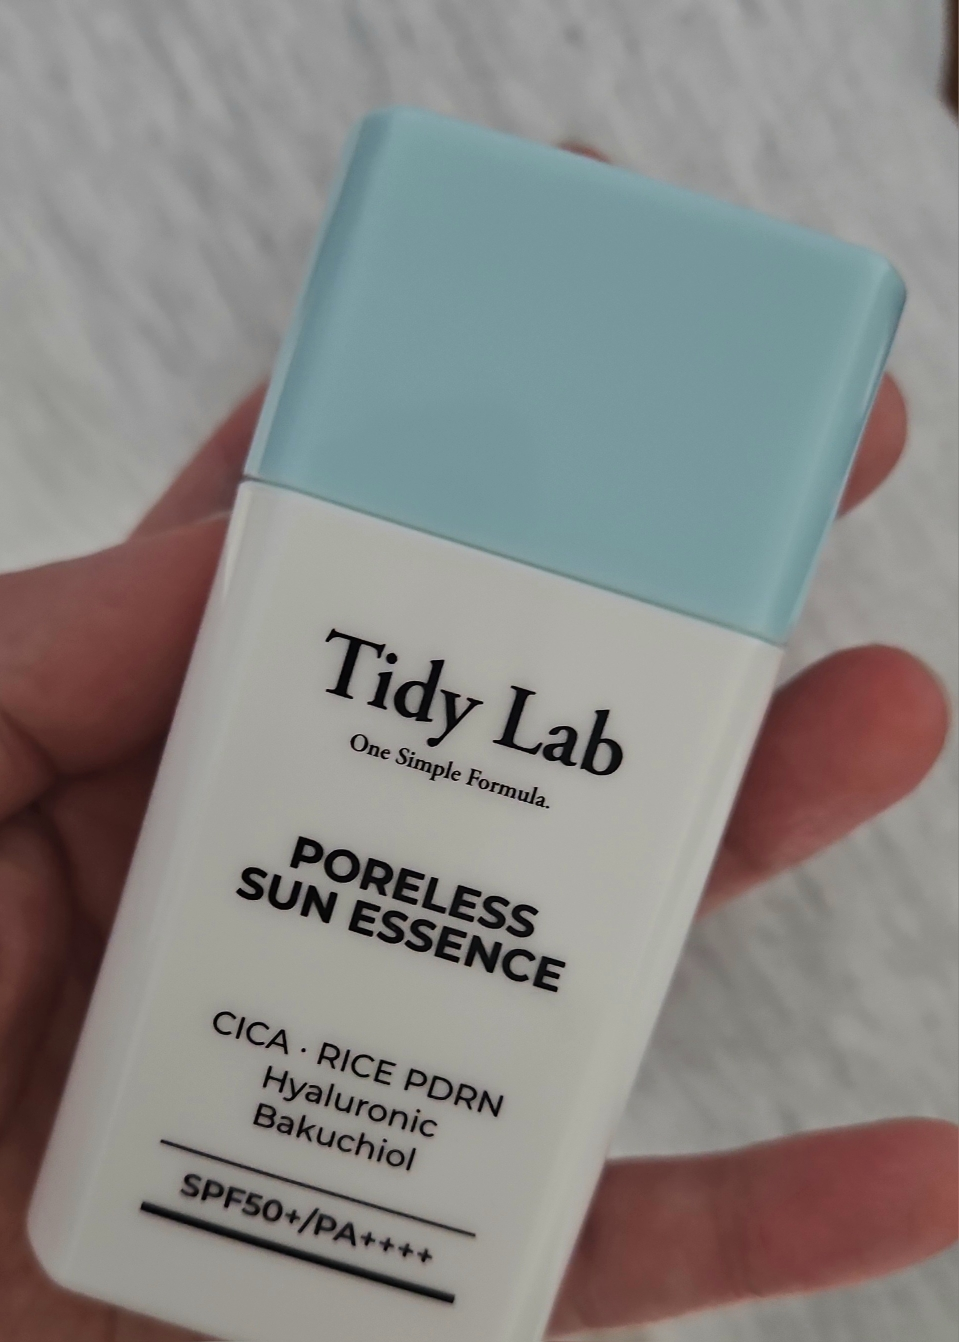 Tidy Lab
One Simple Formula.
PORELESS
SUN ESSENCE
CICA · RICE PDRN
Hyaluronic
Bakuchiol
SPF50+/PA++++